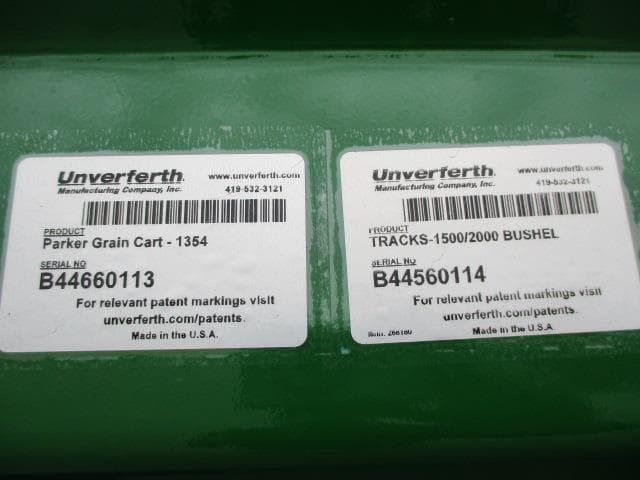 Unverferth
www.unverferth.com
Manufacturing Company, Inc.
419-532-3121
PRODUCT
Parker Grain Cart - 1354
SERIAL NO
B44660113
For relevant patent markings visit
unverferth.com/patents.
Made in the U.S.A.
Unverferth
www.unverferth.com
Manufacturing Company, Inc.
419-532-3121
PRODUCT
TRACKS-1500/2000 BUSHEL
SERIAL NO
B44560114
For relevant patent markings visit
unverferth.com/patents.
Made in the U.S.A.